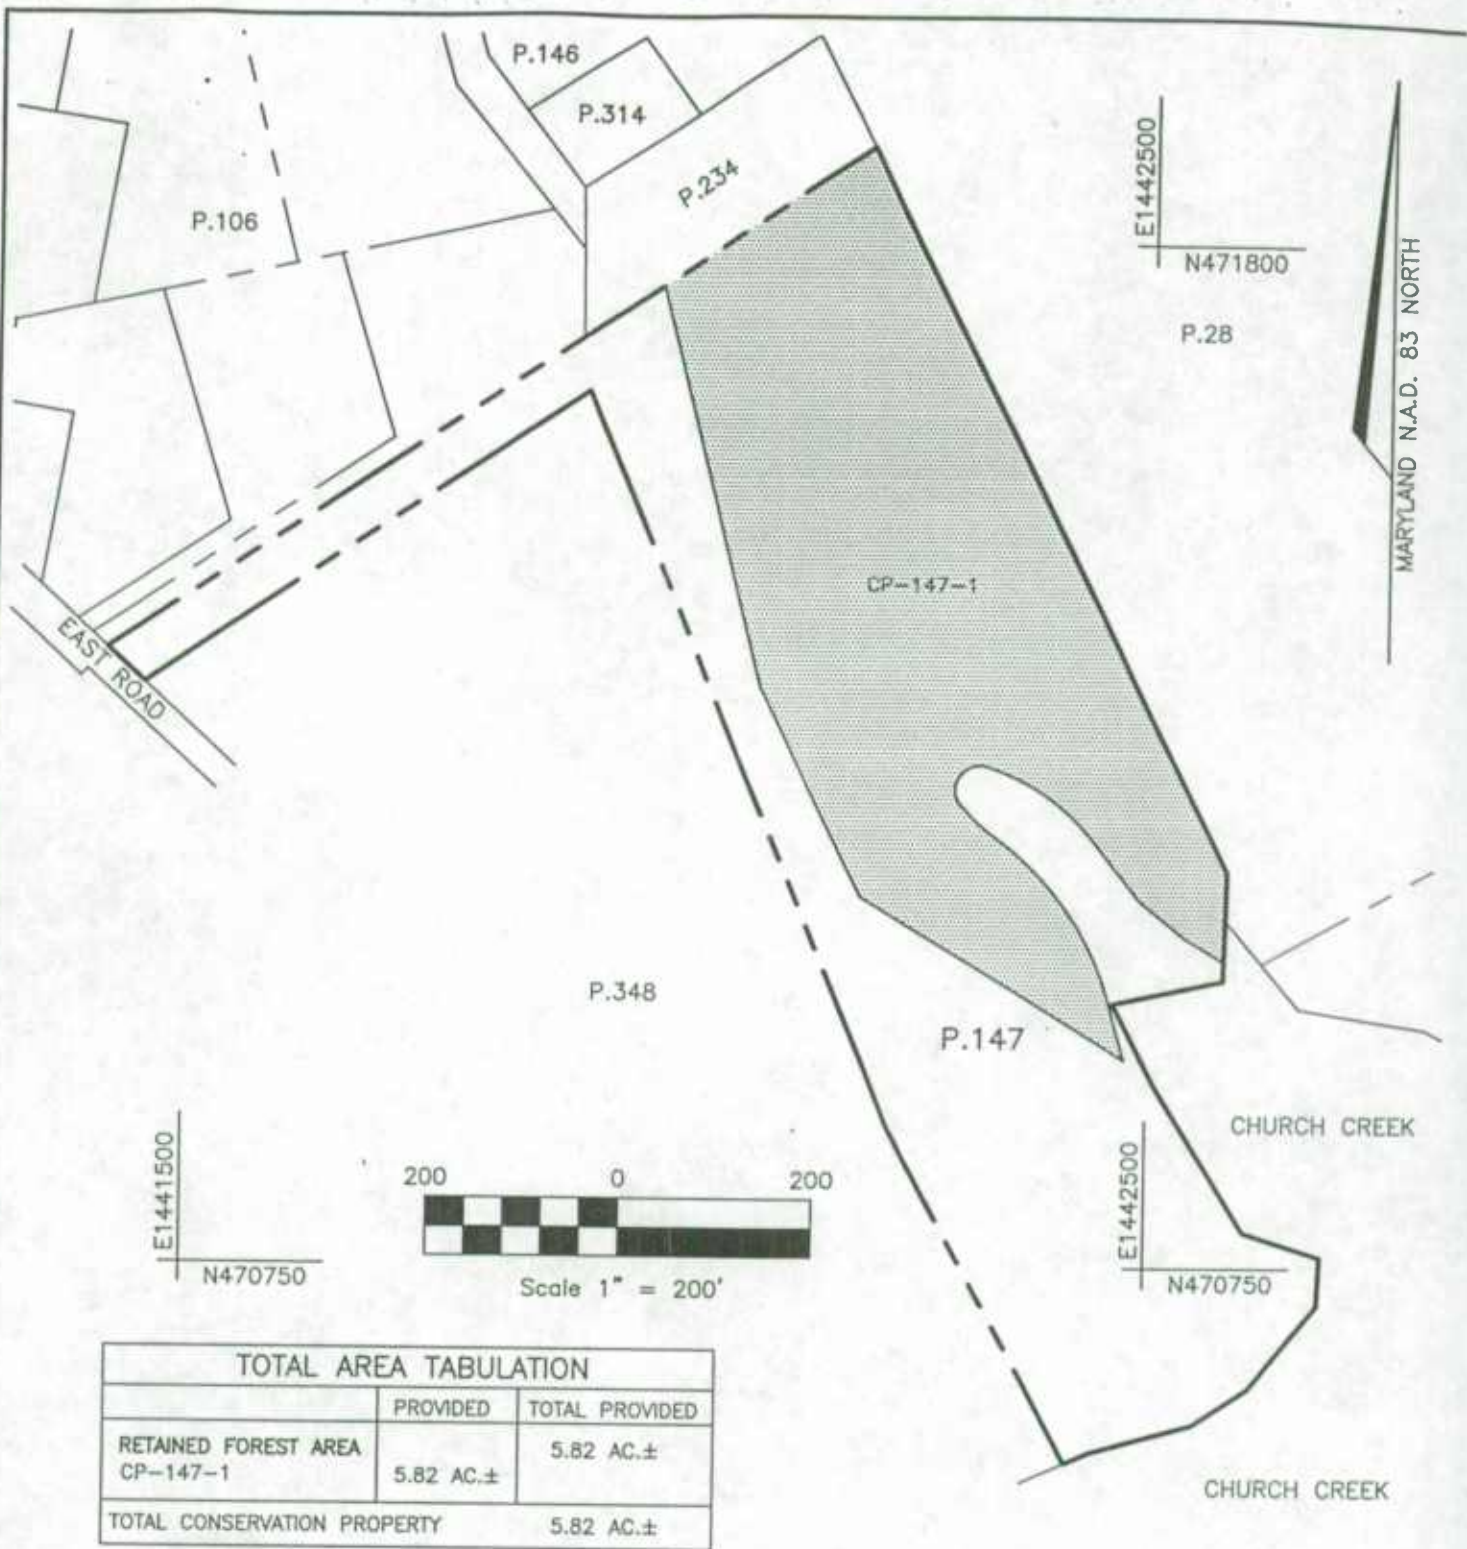 P.146
P.314
P.234
P.106
E1442500
N471800
P.28
MARYLAND N.A.D. 83 NORTH
CP-147-1
EAST ROAD
P.348
P.147
CHURCH CREEK
E1441500
N470750
200 0 200
Scale 1" = 200'
E1442500
N470750
TOTAL AREA TABULATION
PROVIDED TOTAL PROVIDED
RETAINED FOREST AREA 5.82 AC.±
CP-147-1 5.82 AC.±
TOTAL CONSERVATION PROPERTY 5.82 AC.±
CHURCH CREEK